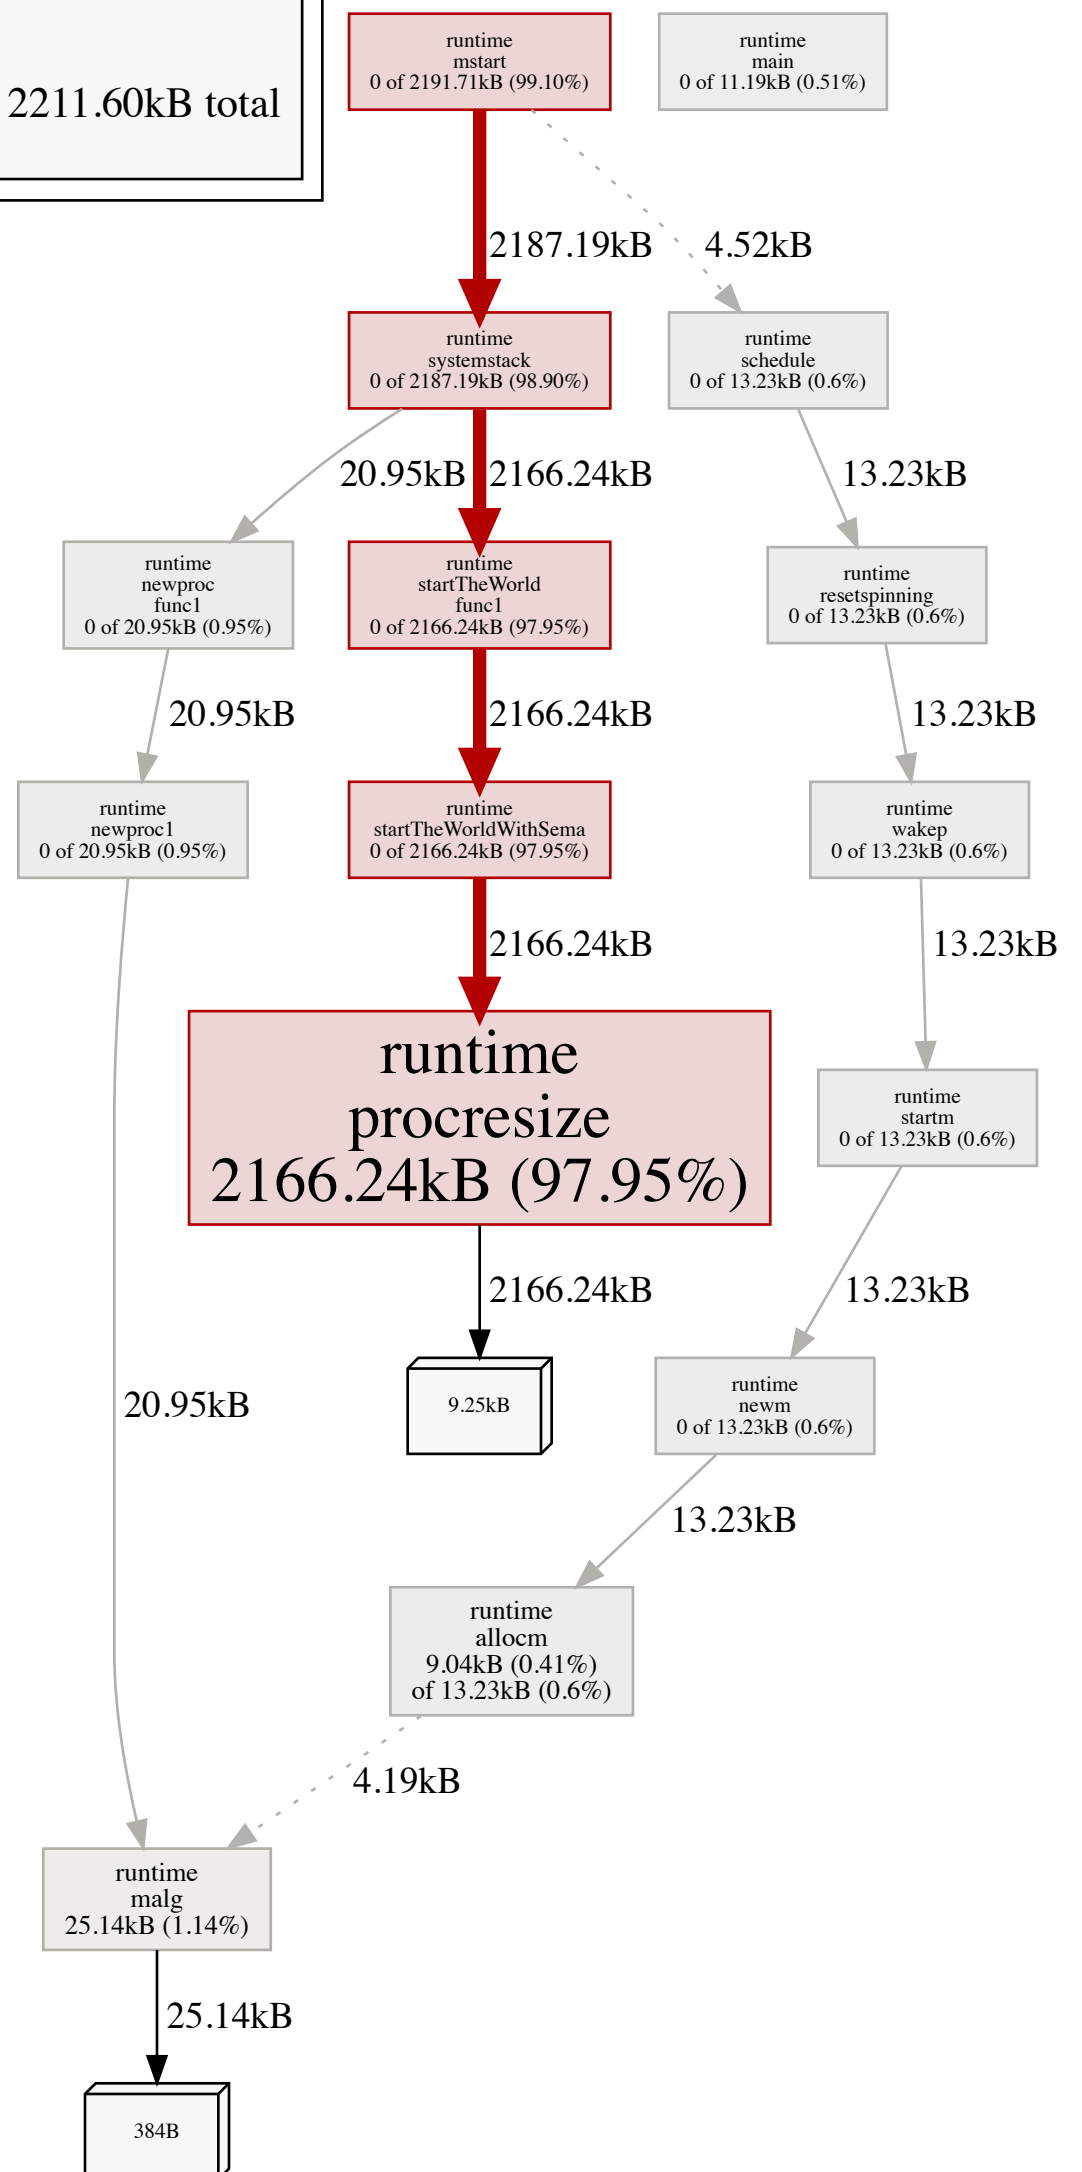 2211.60kB total
runtime
mstart
0 of 2191.71kB (99.10%)
runtime
main
0 of 11.19kB (0.51%)
2187.19kB
4.52kB
runtime
systemstack
0 of 2187.19kB (98.90%)
runtime
schedule
0 of 13.23kB (0.6%)
20.95kB
2166.24kB
13.23kB
runtime
newproc
func1
0 of 20.95kB (0.95%)
runtime
startTheWorld
func1
0 of 2166.24kB (97.95%)
runtime
resetspinning
0 of 13.23kB (0.6%)
20.95kB
2166.24kB
13.23kB
runtime
newproc1
0 of 20.95kB (0.95%)
runtime
startTheWorldWithSema
0 of 2166.24kB (97.95%)
runtime
wakep
0 of 13.23kB (0.6%)
2166.24kB
13.23kB
runtime
procresize
2166.24kB (97.95%)
runtime
startm
0 of 13.23kB (0.6%)
2166.24kB
13.23kB
20.95kB
9.25kB
runtime
newm
0 of 13.23kB (0.6%)
13.23kB
runtime
allocm
9.04kB (0.41%)
of 13.23kB (0.6%)
4.19kB
runtime
malg
25.14kB (1.14%)
25.14kB
384B